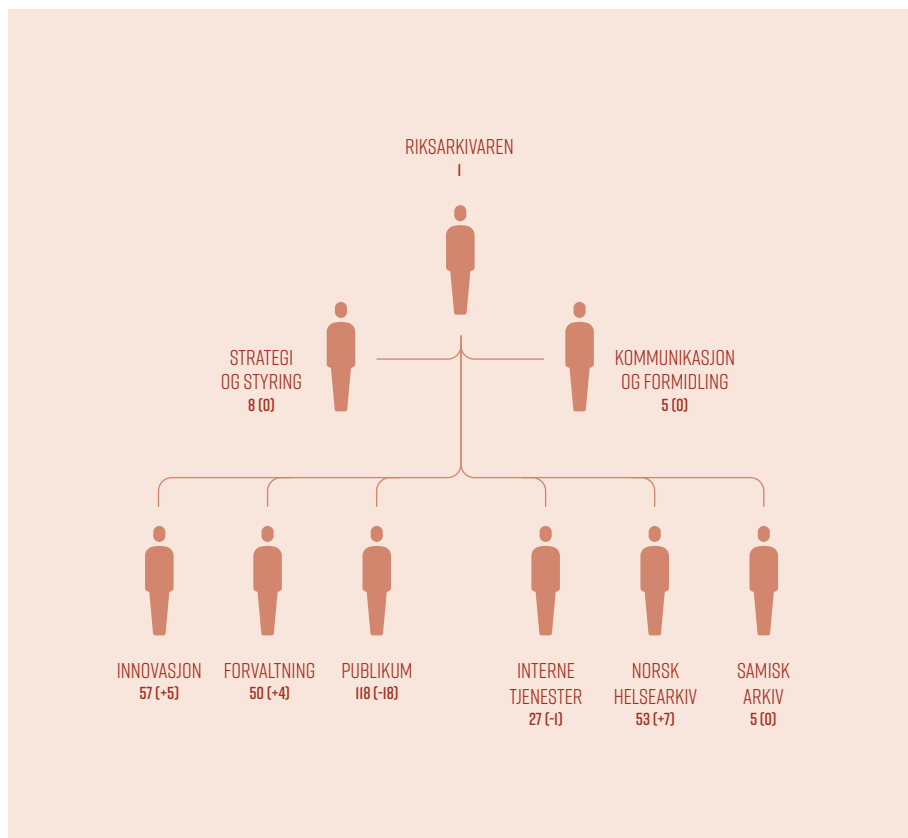 RIKSARKIVAREN
1
STRATEGI
OG STYRING
8 (0)
KOMMUNIKASJON
OG FORMIDLING
5 (0)
INNOVASJON
57 (+5)
FORVALTNING
50 (+4)
PUBLIKUM
118 (-18)
INTERNE
TJENESTER
27 (-1)
NORSK
HELSEARKIV
53 (+7)
SAMISK
ARKIV
5 (0)